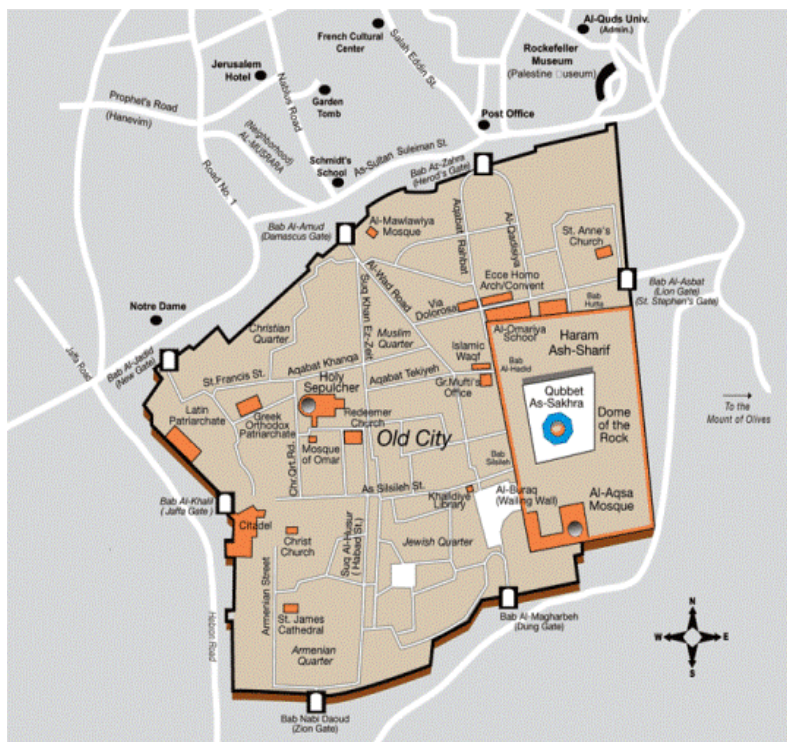 Al-Quds Univ.
(Admin.)
French Cultural
Center
Salah Eddin St.
Rockefeller
Museum
(Palestine useum)
Jerusalem
Hotel
Nablus Road
Garden
Tomb
Post Office
Prophet's Road
(Hanevim)
(Neighborhood)
AL-MUSRARA
Schmidt's
School
As-Sultan Suleiman St.
Road No. 1
Bab Az-Zahra
(Herod's Gate)
Bab Al-Amud
(Damascus Gate)
Al-Mawlawiya
Mosque
Aqabat Rahbat
Al-Qadisiya
St. Anne's
Church
Al-Wad Road
Suq Khan Ez-Zeit
Ecce Homo
Arch/Convent
Via
Dolorosa
Bab
Hutta
Bab Al-Asbat
(Lion Gate)
(St. Stephen's Gate)
Notre Dame
Christian
Quarter
Muslim
Quarter
Al-Omariya
School
Haram
Ash-Sharif
Jaffa Road
Bab Al-Jadid
(New Gate)
Aqabat Khanqa
Islamic
Waqf
Bab
Al-Hadid
St. Francis St.
Holy
Sepulcher
Aqabat Tekiyeh
Gr.Mufti's
Office
Qubbet
As-Sakhra
To the
Mount of Olives
Latin
Patriarchate
Greek
Orthodox
Patriarchate
Redeemer
Church
Dome
of the
Rock
Old City
Mosque
of Omar
Chr.Qrt.Rd.
Bab
Silsileh
As Silsileh St.
Bab Al-Khalil
( Jaffa Gate )
Khalidiye
Library
Al-Buraq
(Wailing Wall)
Al-Aqsa
Mosque
Citadel
Christ
Church
Suq Al-Husur
( Habad St.)
Jewish Quarter
Armenian Street
Hebron Road
St. James
Cathedral
Armenian
Quarter
Bab Al-Magharbeh
(Dung Gate)
Bab Nabi Daoud
(Zion Gate)
N
W
E
S